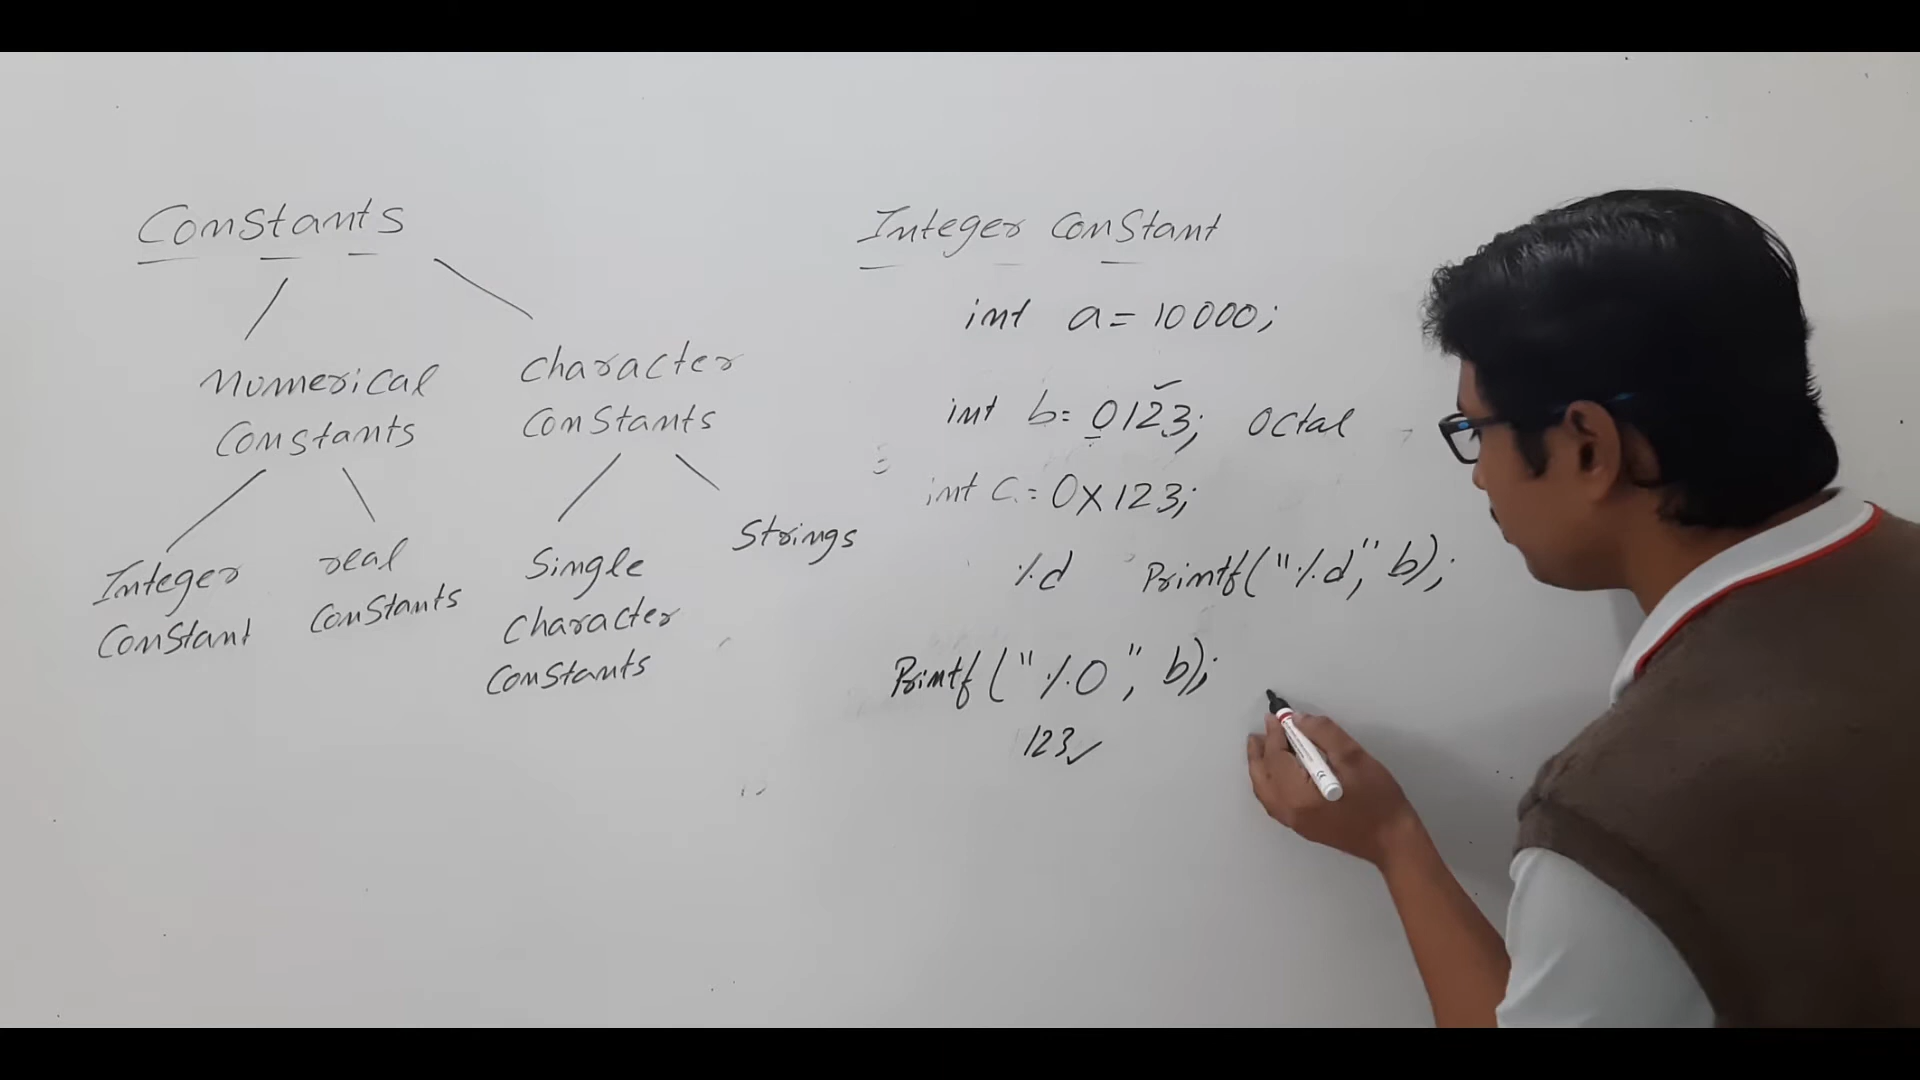 Constants
Numerical
Constants
Character
Constants
Integer
Constant
real
Constants
Single
Character
Constants
Strings
Integer Constant
int a = 10000;
int b = 0123; Octal
int c = 0X123;
%d Printf("%d", b);
Printf("%O", b);
123✓